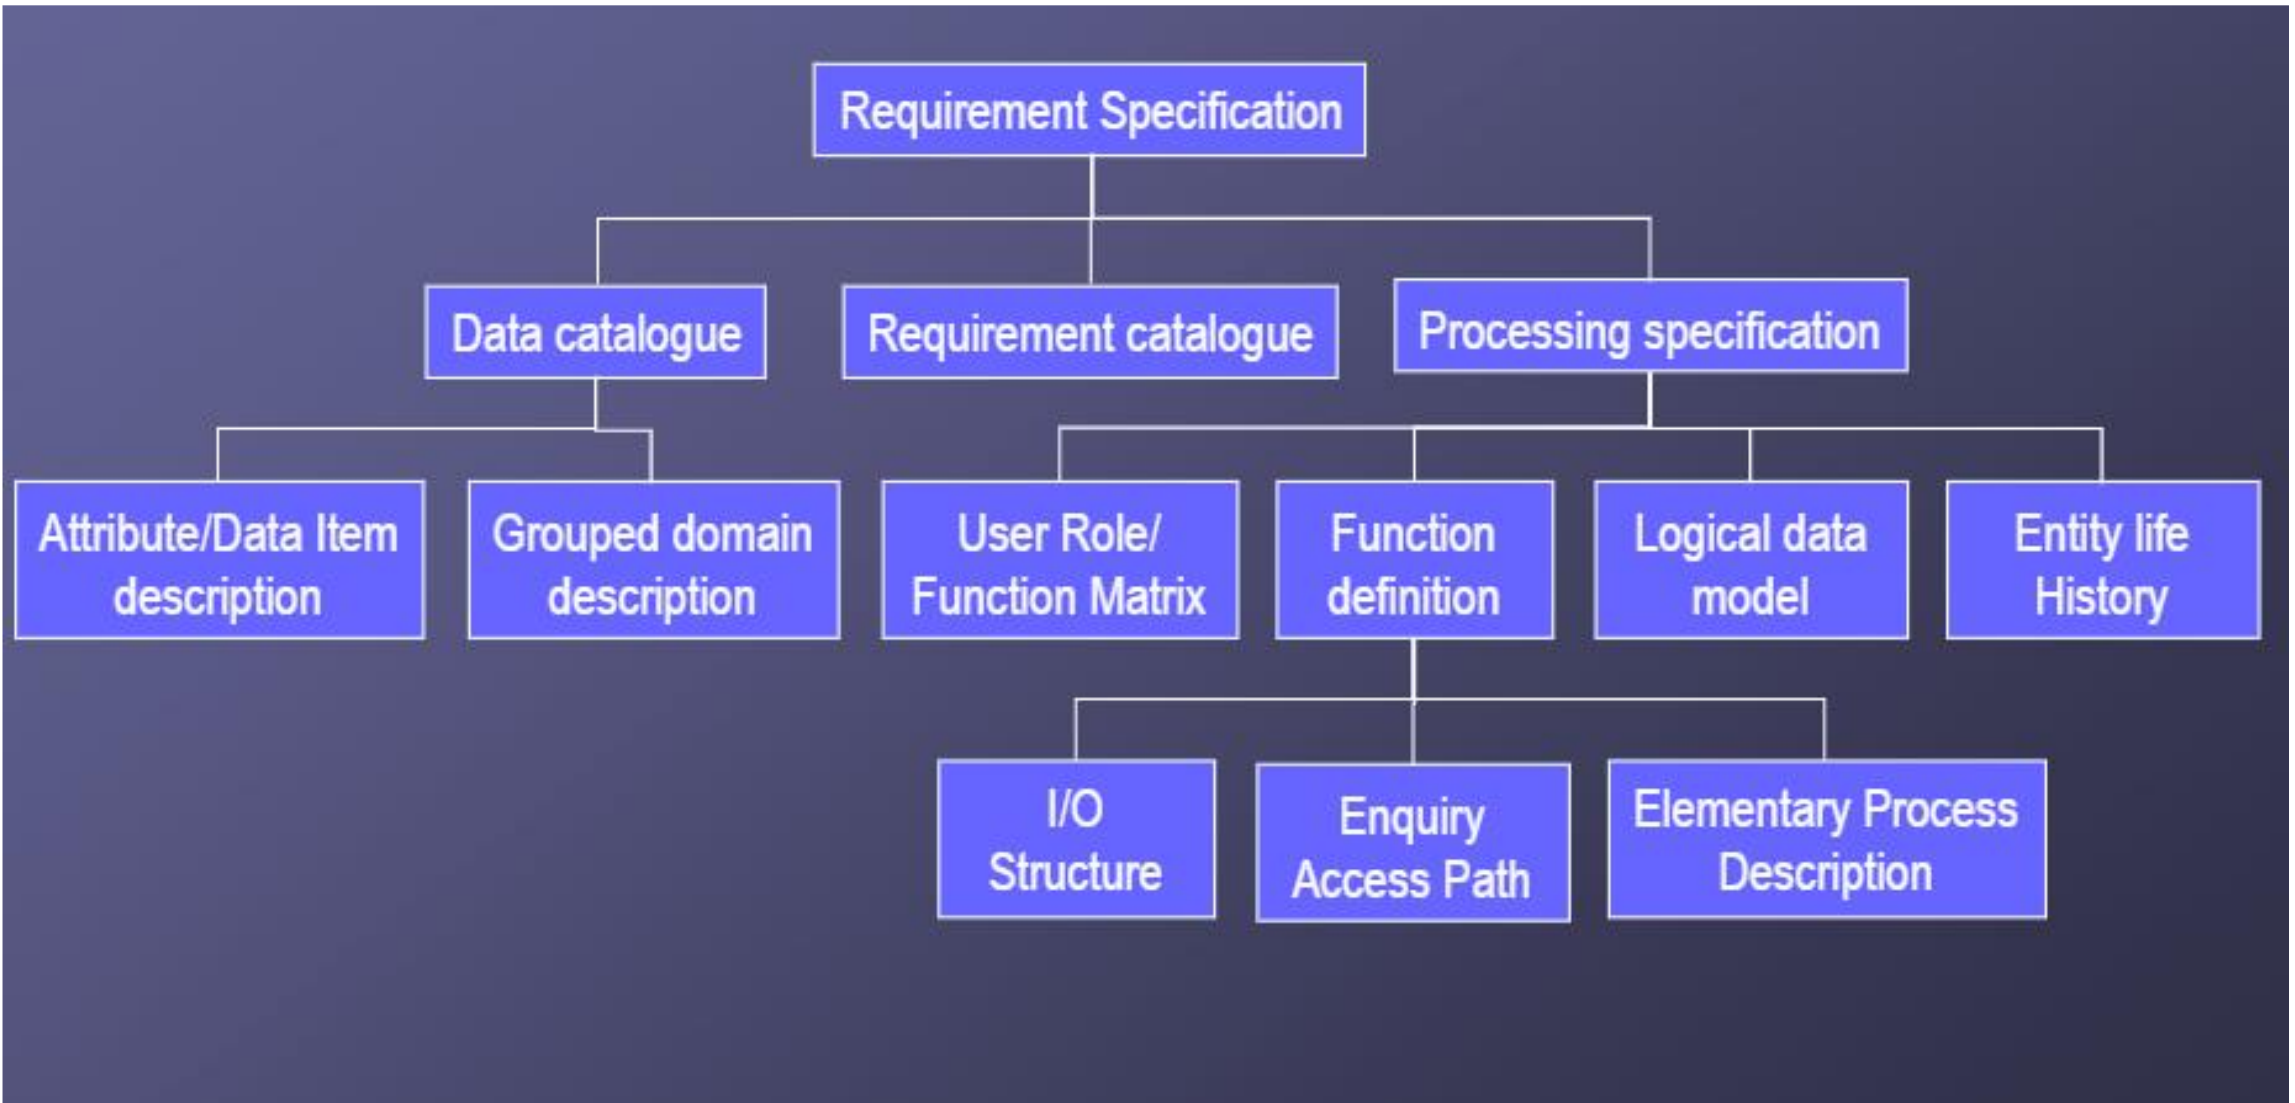 Requirement Specification
Data catalogue
Requirement catalogue
Processing specification
Attribute/Data Item
description
Grouped domain
description
User Role/
Function Matrix
Function
definition
Logical data
model
Entity life
History
I/O
Structure
Enquiry
Access Path
Elementary Process
Description